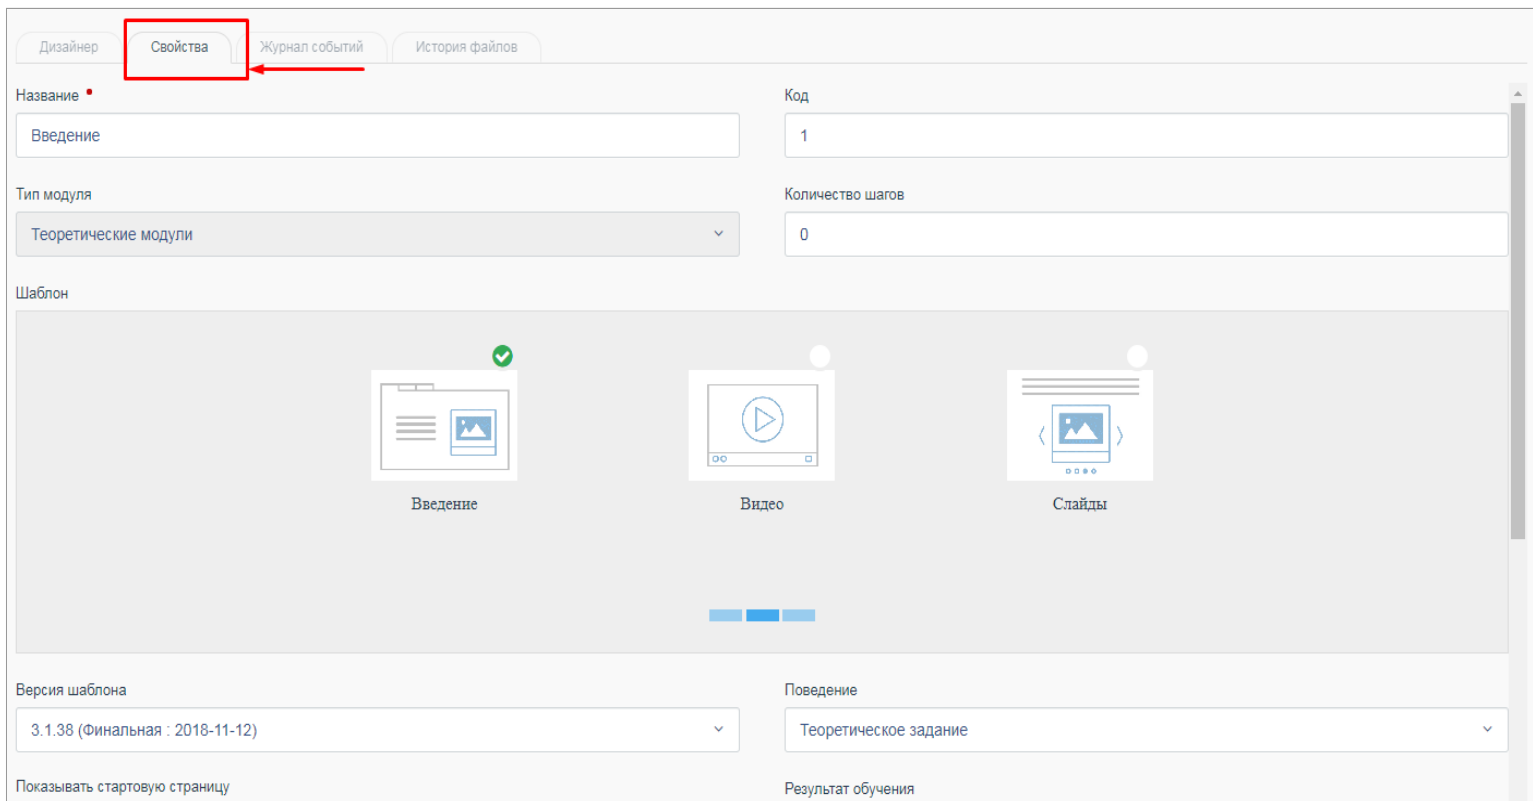 Дизайнер Свойства Журнал событий История файлов
Название Код
Введение 1
Тип модуля Количество шагов
Теоретические модули 0
Шаблон
Введение Видео Слайды
Версия шаблона Поведение
3.1.38 (Финальная : 2018-11-12) Теоретическое задание
Показывать стартовую страницу Результат обучения